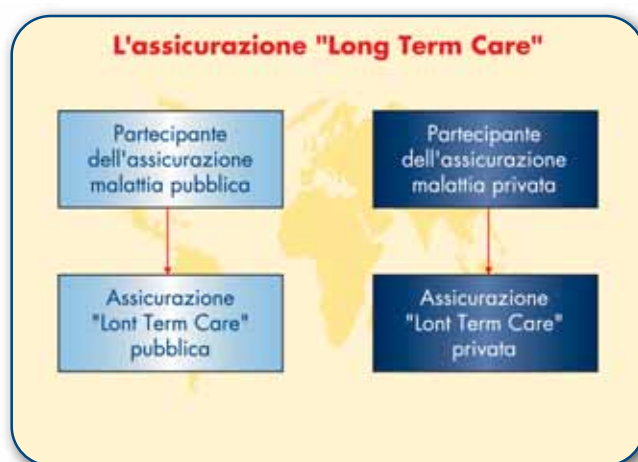 L'assicurazione "Long Term Care"
Partecipante
dell'assicurazione
malattia pubblica
Partecipante
dell'assicurazione
malattia privata
Assicurazione
"Lont Term Care"
pubblica
Assicurazione
"Lont Term Care"
privata